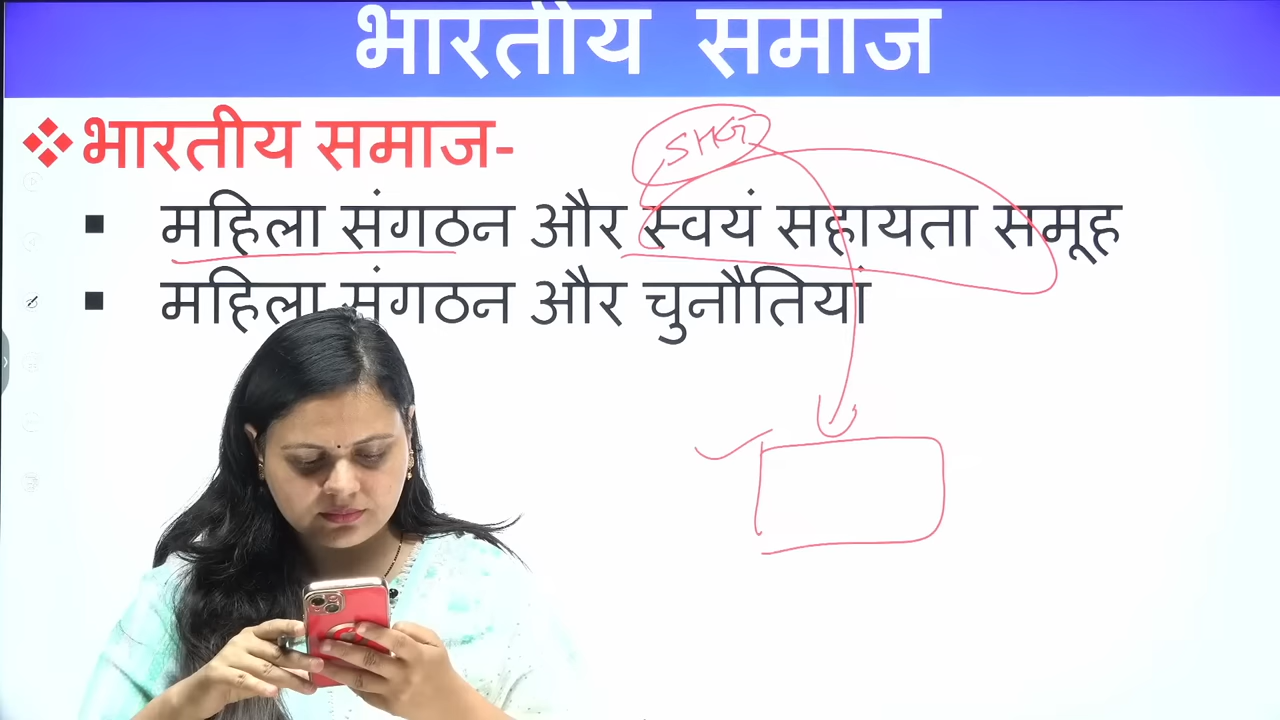 भारतीय समाज
❖भारतीय समाज-
SHG
▪ महिला संगठन और स्वयं सहायता समूह
▪ महिला संगठन और चुनौतियां